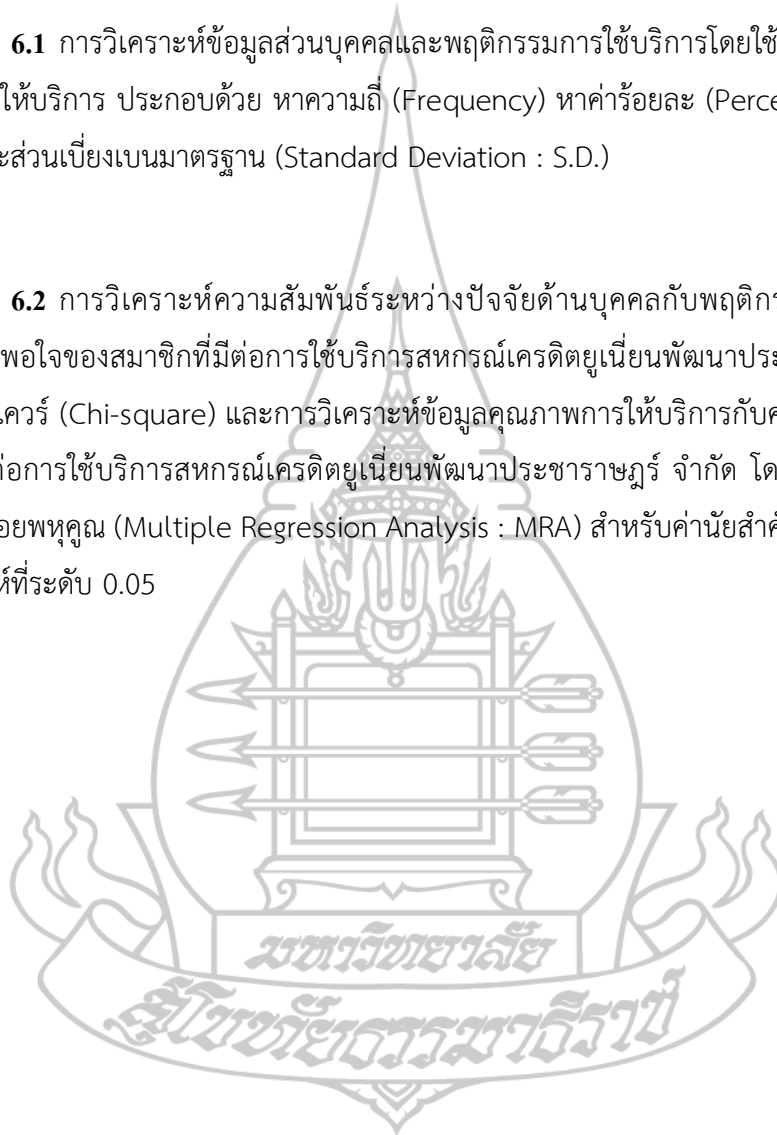 6.1 การวิเคราะห์ข้อมูลส่วนบุคคลและพฤติกรรมการใช้บริการโดยใช้
ให้บริการ ประกอบด้วย หาความถี่ (Frequency) หาค่าร้อยละ (Perce
ะส่วนเบี่ยงเบนมาตรฐาน (Standard Deviation : S.D.)
6.2 การวิเคราะห์ความสัมพันธ์ระหว่างปัจจัยด้านบุคคลกับพฤติกร
พอใจของสมาชิกที่มีต่อการใช้บริการสหกรณ์เครดิตยูเนี่ยนพัฒนาประ
แควร์ (Chi-square) และการวิเคราะห์ข้อมูลคุณภาพการให้บริการกับค
ต่อการใช้บริการสหกรณ์เครดิตยูเนี่ยนพัฒนาประชาราษฎร์ จำกัด โด
อยพหุคูณ (Multiple Regression Analysis : MRA) สำหรับค่านัยสำค
ห์ที่ระดับ 0.05
มหาวิทยาลัย
สุโขทัยธรรมาธิราช